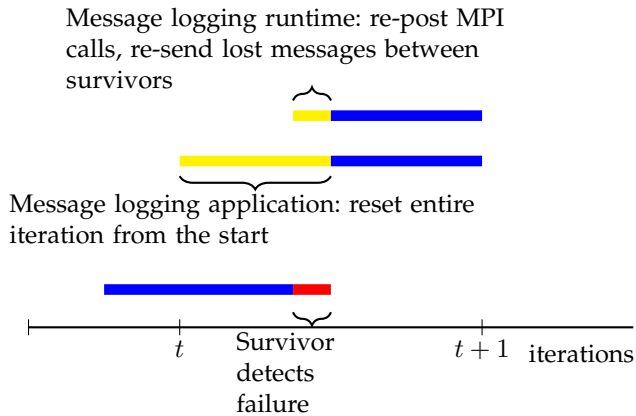 Message logging runtime: re-post MPI
calls, re-send lost messages between
survivors
Message logging application: reset entire
iteration from the start
t
Survivor
detects
failure
t + 1
iterations